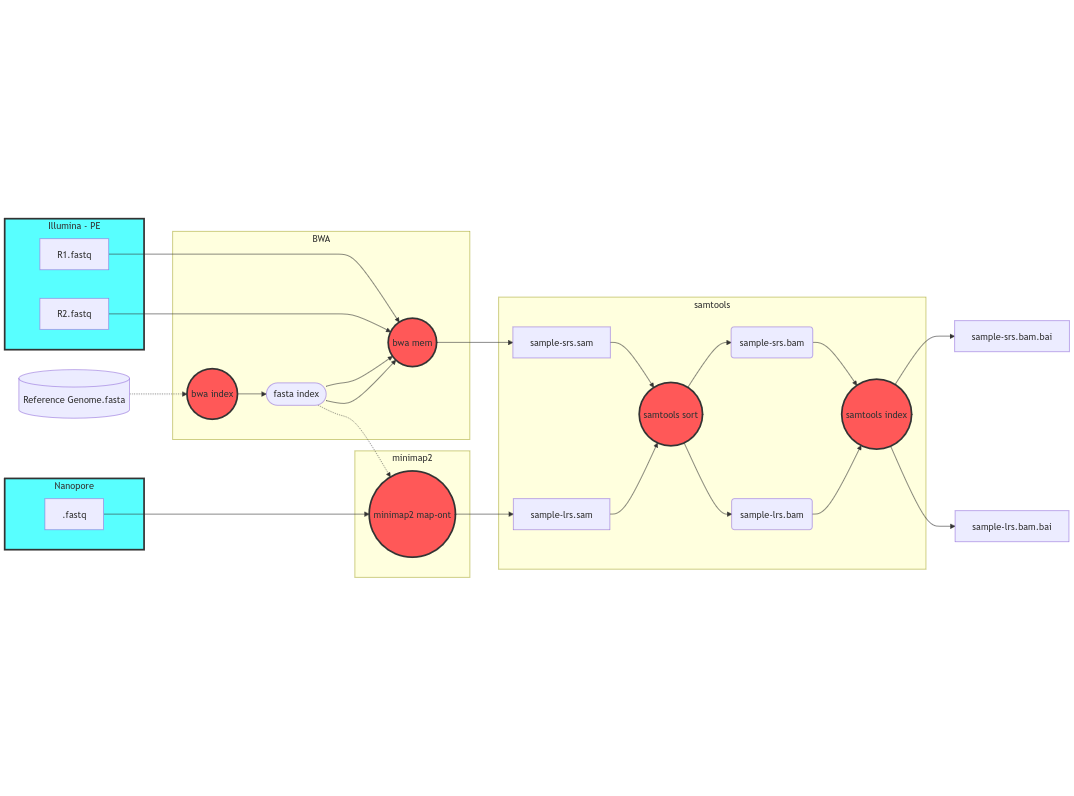 Illumina - PE
R1.fastq
R2.fastq
Reference Genome.fasta
Nanopore
.fastq
BWA
bwa mem
bwa index
fasta index
minimap2
minimap2 map-ont
samtools
sample-srs.sam
sample-srs.bam
samtools sort
samtools index
sample-lrs.sam
sample-lrs.bam
sample-srs.bam.bai
sample-lrs.bam.bai